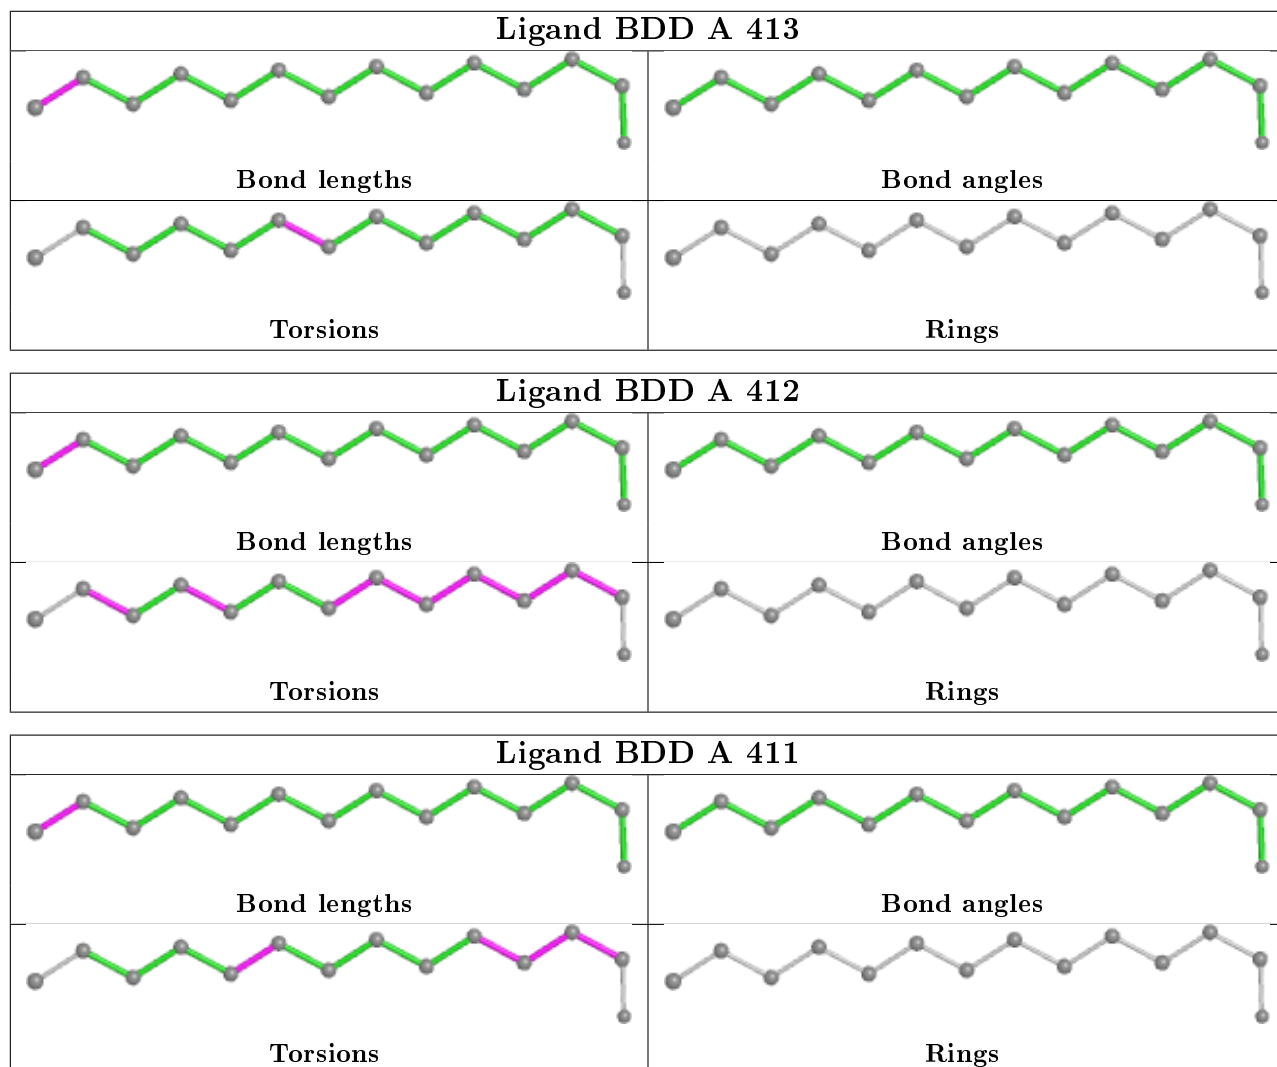 Ligand BDD A 413
Bond lengths
Bond angles
Torsions
Rings
Ligand BDD A 412
Bond lengths
Bond angles
Torsions
Rings
Ligand BDD A 411
Bond lengths
Bond angles
Torsions
Rings